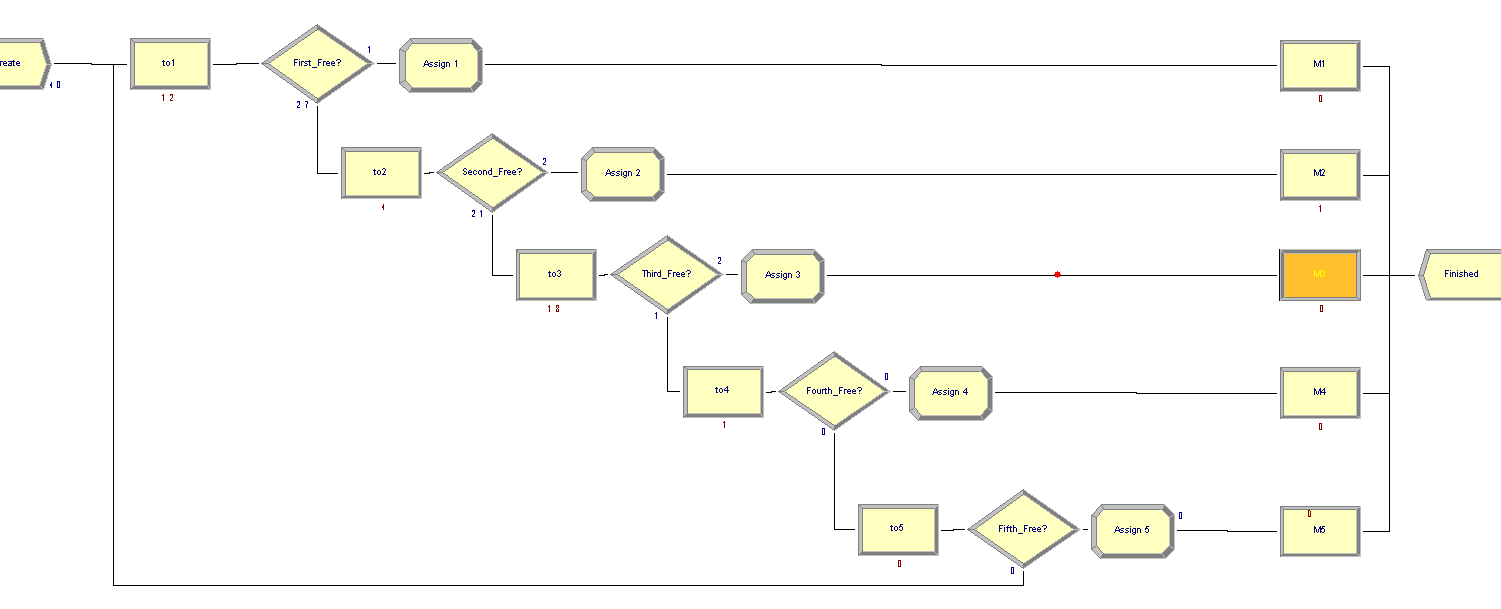 reate
to1
First_Free?
1
Assign 1
M1
4 0
1 2
2 7
0
to2
Second_Free?
2
Assign 2
M2
2 1
1
to3
Third_Free?
2
Assign 3
M3
Finished
1 8
1
0
to4
Fourth_Free?
0
Assign 4
M4
1
0
0
to5
Fifth_Free?
Assign 5
0
0
M5
0
0